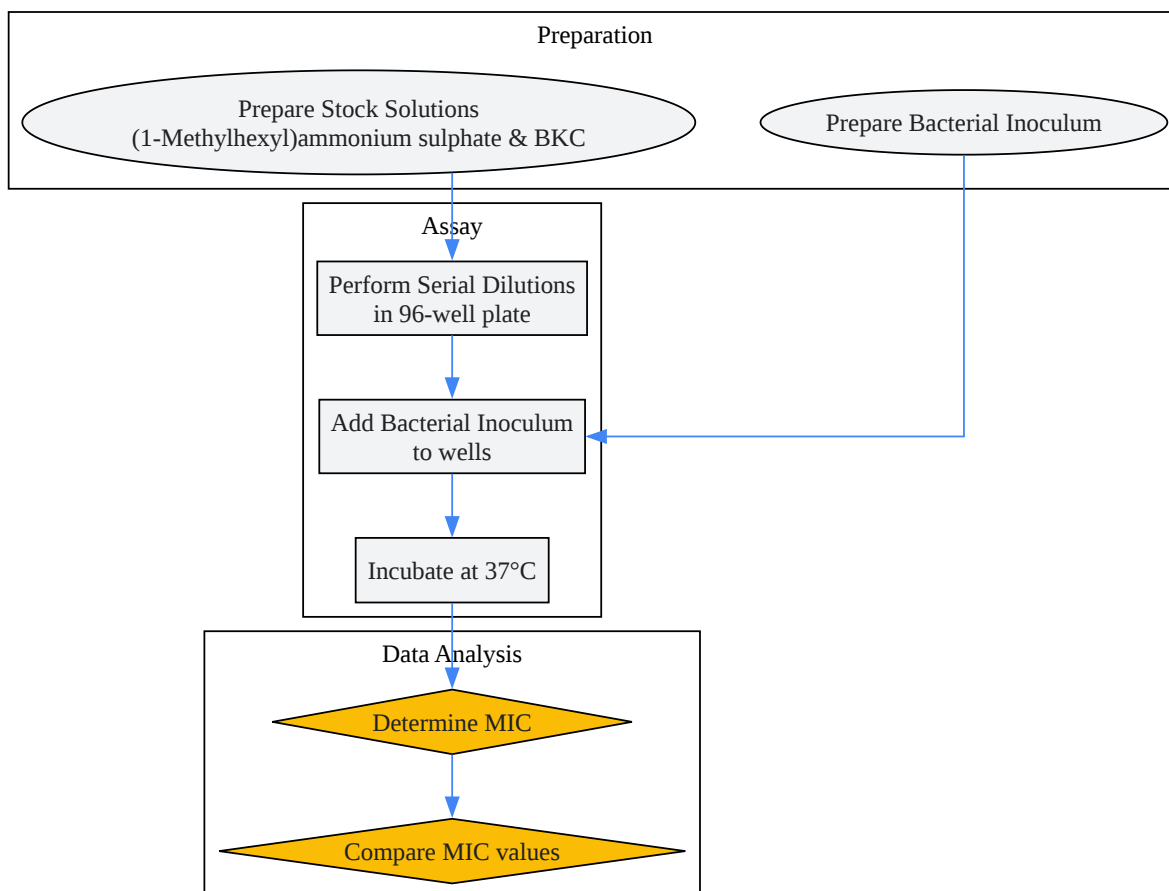 Preparation
Prepare Stock Solutions
(1-Methylhexyl)ammonium sulphate & BKC
Prepare Bacterial Inoculum
Assay
Perform Serial Dilutions
in 96-well plate
Add Bacterial Inoculum
to wells
Incubate at 37°C
Data Analysis
Determine MIC
Compare MIC values